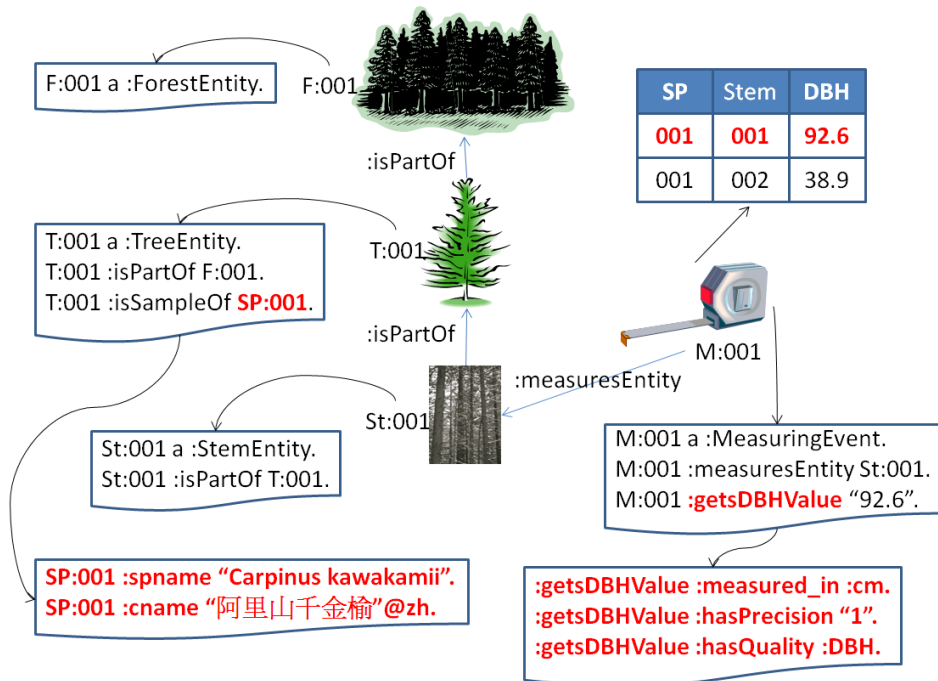 F:001 a :ForestEntity.
F:001
:isPartOf
SP Stem DBH
001 001 92.6
001 002 38.9
T:001 a :TreeEntity.
T:001 :isPartOf F:001.
T:001 :isSampleOf SP:001.
T:001
:isPartOf
M:001
:measuresEntity
St:001
St:001 a :StemEntity.
St:001 :isPartOf T:001.
M:001 a :MeasuringEvent.
M:001 :measuresEntity St:001.
M:001 :getsDBHValue “92.6”.
SP:001 :spname “Carpinus kawakamii”.
SP:001 :cname “阿里山千金榆”@zh.
:getsDBHValue :measured_in :cm.
:getsDBHValue :hasPrecision “1”.
:getsDBHValue :hasQuality :DBH.